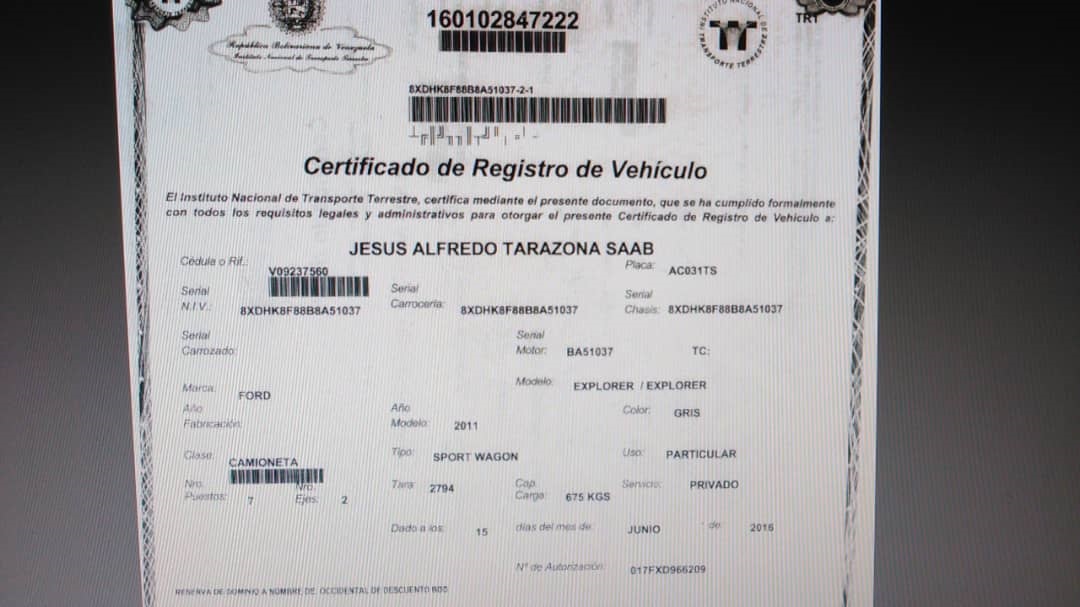 160102847222
TR1
República Bolivariana de Venezuela
Instituto Nacional de Transporte Terrestre
INSTITUTO NACIONAL DE TRANSPORTE TERRESTRE
8XDHK8F88B8A51037-2-1
Certificado de Registro de Vehículo
El Instituto Nacional de Transporte Terrestre, certifica mediante el presente documento, que se ha cumplido formalmente
con todos los requisitos legales y administrativos para otorgar el presente Certificado de Registro de Vehículo a:
JESUS ALFREDO TARAZONA SAAB
Cédula o Rif.: V09237560 Placa: AC031TS
Serial N.I.V.: 8XDHK8F88B8A51037 Serial Carrocería: 8XDHK8F88B8A51037 Serial Chasis: 8XDHK8F88B8A51037
Serial Carrozado: Serial Motor: BA51037 TC:
Marca: FORD Modelo: EXPLORER / EXPLORER
Año Fabricación: Año Modelo: 2011 Color: GRIS
Clase: CAMIONETA Tipo: SPORT WAGON Uso: PARTICULAR
Nro. Puestos: 7 Nro. Ejes: 2 Tara: 2794 Cap. Carga: 675 KGS Servicio: PRIVADO
Dado a los: 15 días del mes de: JUNIO de: 2016
N° de Autorización: 017FXD966209
RESERVA DE DOMINIO A NOMBRE DE: OCCIDENTAL DE DESCUENTO BOD